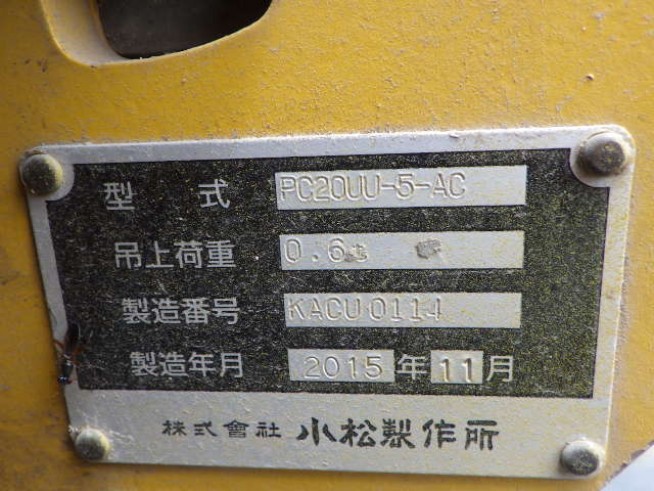 型式 PC20UU-5-AC
吊上荷重 0.6t
製造番号 KACU0114
製造年月 2015年11月
株式會社 小松製作所